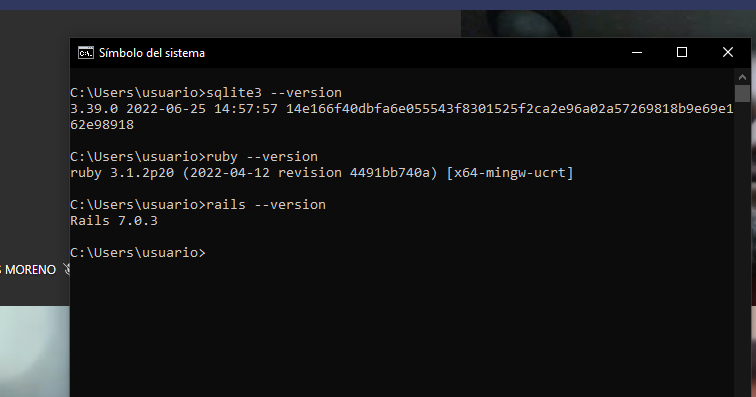 Símbolo del sistema
C:\Users\usuario>sqlite3 --version
3.39.0 2022-06-25 14:57:57 14e166f40dbfa6e055543f8301525f2ca2e96a02a57269818b9e69e1
62e98918
C:\Users\usuario>ruby --version
ruby 3.1.2p20 (2022-04-12 revision 4491bb740a) [x64-mingw-ucrt]
C:\Users\usuario>rails --version
Rails 7.0.3
C:\Users\usuario>
MORENO